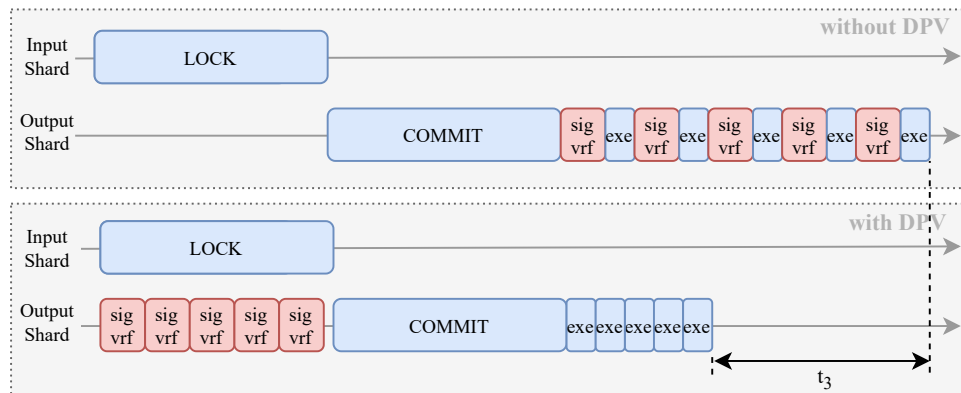 without DPV
Input
Shard
LOCK
Output
Shard
COMMIT
sig
vrf
exe
sig
vrf
exe
sig
vrf
exe
sig
vrf
exe
sig
vrf
exe
with DPV
Input
Shard
LOCK
Output
Shard
sig
vrf
sig
vrf
sig
vrf
sig
vrf
sig
vrf
COMMIT
exe
exe
exe
exe
exe
t3